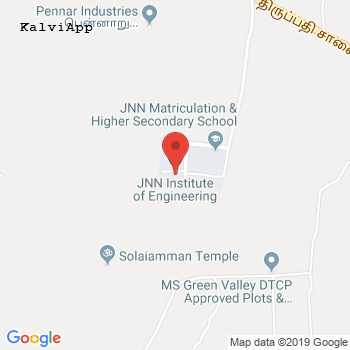 Pennar Industries
பென்னாறு...
KalviApp
திருப்பதி சாலை
JNN Matriculation &
Higher Secondary School
JNN Institute
of Engineering
Solaiamman Temple
MS Green Valley DTCP
Approved Plots &...
Google
Map data ©2019 Google